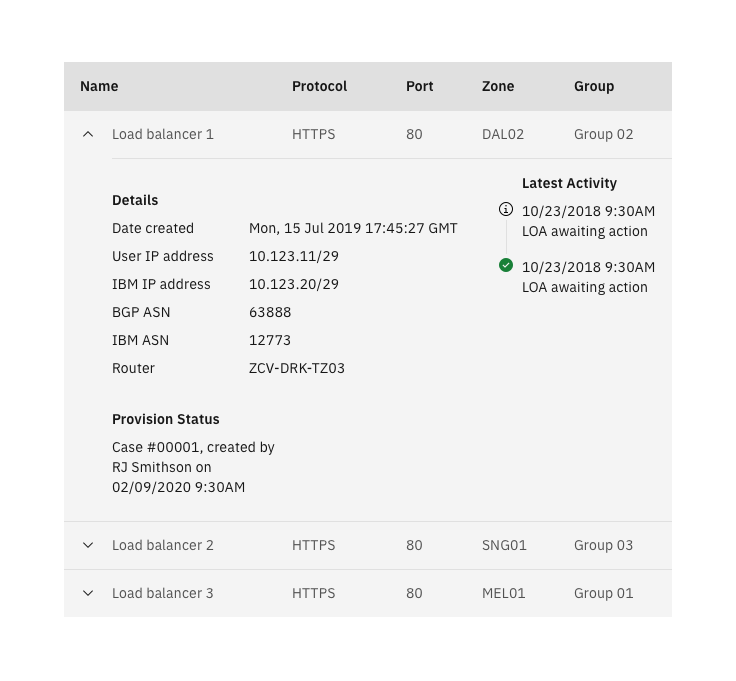 Name Protocol Port Zone Group
Load balancer 1 HTTPS 80 DAL02 Group 02
Details
Date created Mon, 15 Jul 2019 17:45:27 GMT
User IP address 10.123.11/29
IBM IP address 10.123.20/29
BGP ASN 63888
IBM ASN 12773
Router ZCV-DRK-TZ03
Latest Activity
10/23/2018 9:30AM
LOA awaiting action
10/23/2018 9:30AM
LOA awaiting action
Provision Status
Case #00001, created by
RJ Smithson on
02/09/2020 9:30AM
Load balancer 2 HTTPS 80 SNG01 Group 03
Load balancer 3 HTTPS 80 MEL01 Group 01